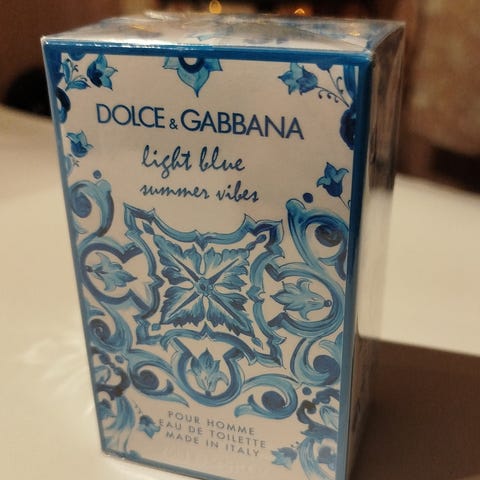 DOLCE & GABBANA
light blue
summer vibes
POUR HOMME
EAU DE TOILETTE
MADE IN ITALY